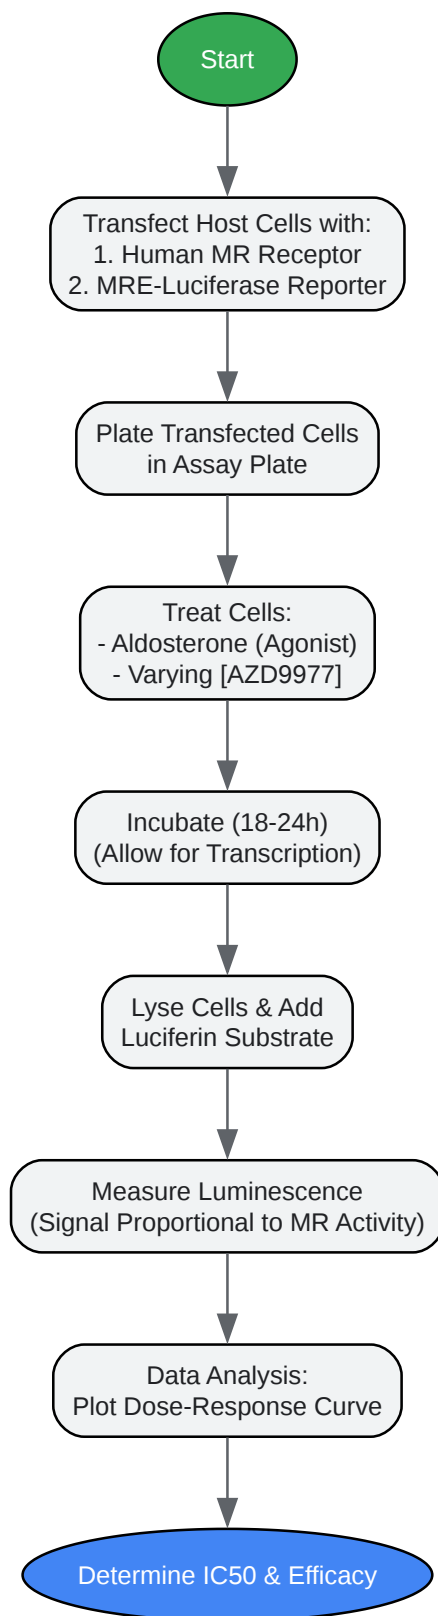 Start
Transfect Host Cells with:
1. Human MR Receptor
2. MRE-Luciferase Reporter
Plate Transfected Cells
in Assay Plate
Treat Cells:
- Aldosterone (Agonist)
- Varying [AZD9977]
Incubate (18-24h)
(Allow for Transcription)
Lyse Cells & Add
Luciferin Substrate
Measure Luminescence
(Signal Proportional to MR Activity)
Data Analysis:
Plot Dose-Response Curve
Determine IC50 & Efficacy